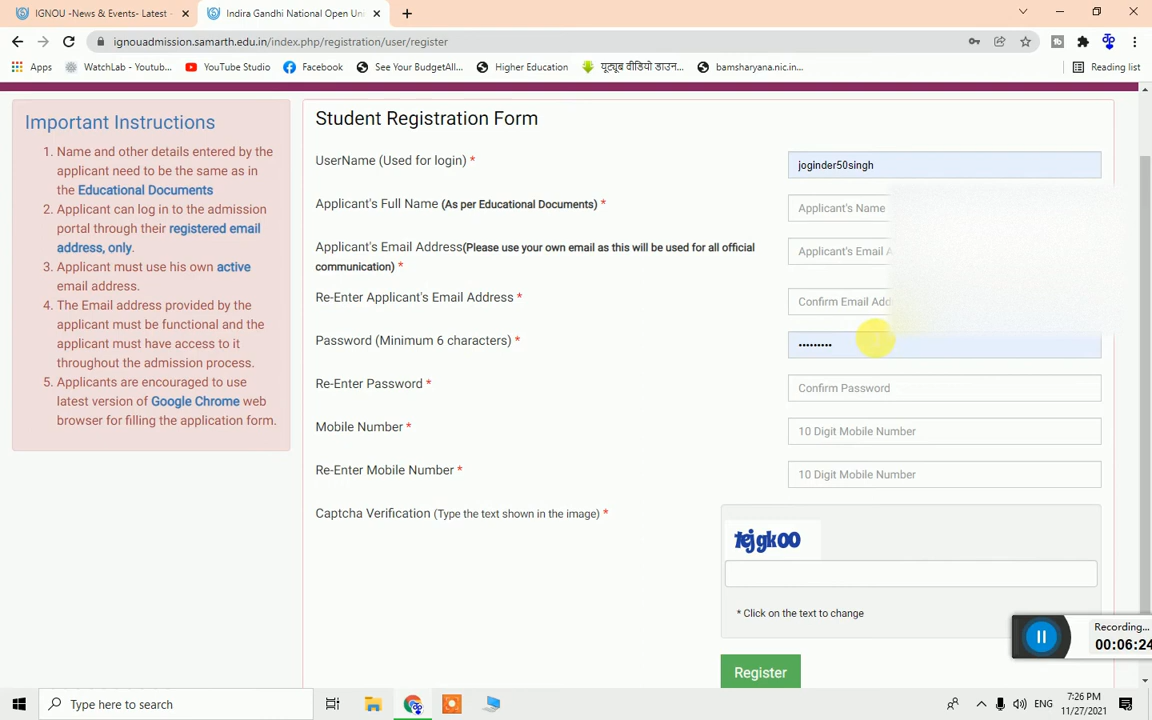 IGNOU -News & Events- Latest -
Indira Gandhi National Open Un
ignouadmission.samarth.edu.in/index.php/registration/user/register
Apps
WatchLab - Youtub...
YouTube Studio
Facebook
See Your BudgetAll...
Higher Education
यूट्यूब वीडियो डाउन...
bamsharyana.nic.in...
Reading list
Important Instructions
1. Name and other details entered by the
applicant need to be the same as in
the Educational Documents
2. Applicant can log in to the admission
portal through their registered email
address, only.
3. Applicant must use his own active
email address.
4. The Email address provided by the
applicant must be functional and the
applicant must have access to it
throughout the admission process.
5. Applicants are encouraged to use
latest version of Google Chrome web
browser for filling the application form.
Student Registration Form
UserName (Used for login) *
joginder50singh
Applicant's Full Name (As per Educational Documents) *
Applicant's Name
Applicant's Email Address(Please use your own email as this will be used for all official
communication) *
Applicant's Email A
Re-Enter Applicant's Email Address *
Confirm Email Add
Password (Minimum 6 characters) *
•••••••••
Re-Enter Password *
Confirm Password
Mobile Number *
10 Digit Mobile Number
Re-Enter Mobile Number *
10 Digit Mobile Number
Captcha Verification (Type the text shown in the image) *
tejgkoo
* Click on the text to change
Register
Recording...
00:06:24
Type here to search
ENG
7:26 PM
11/27/2021